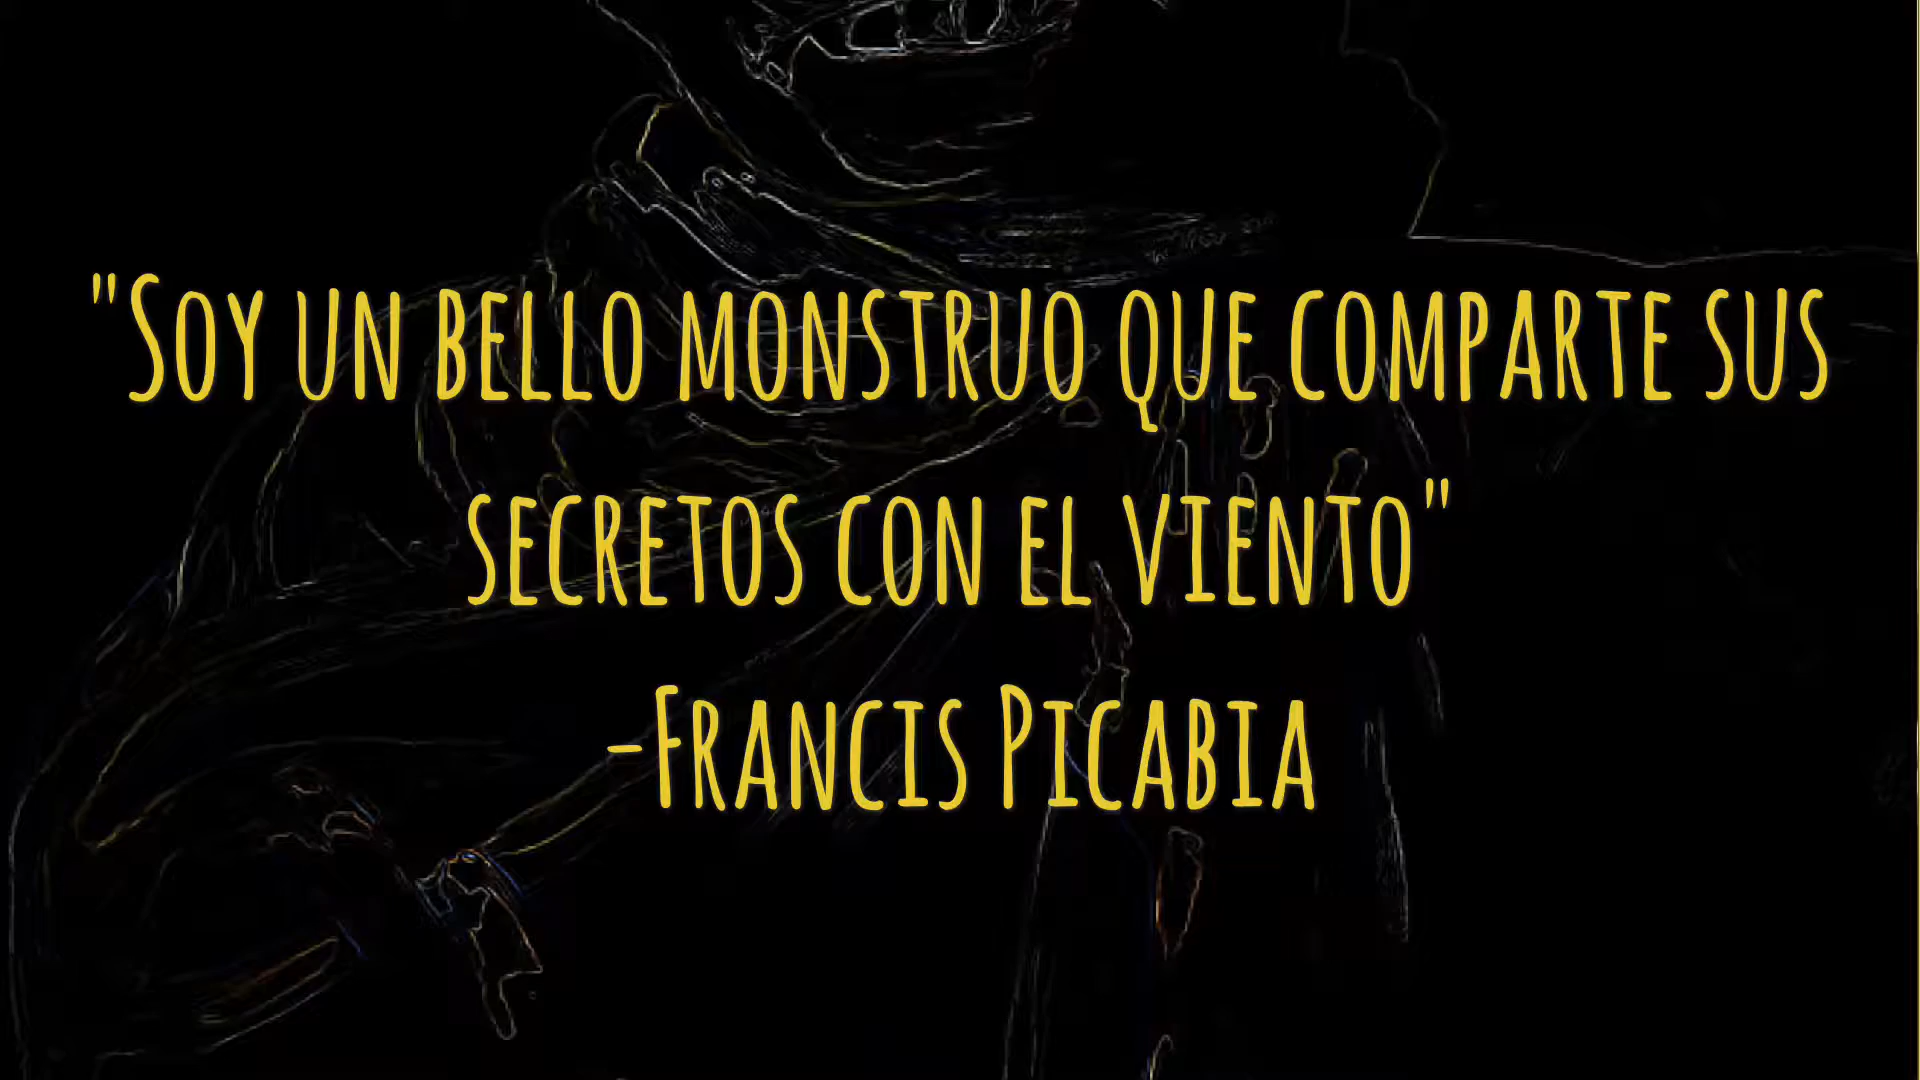 "Soy un bello monstruo que comparte sus
secretos con el viento"
-Francis Picabia